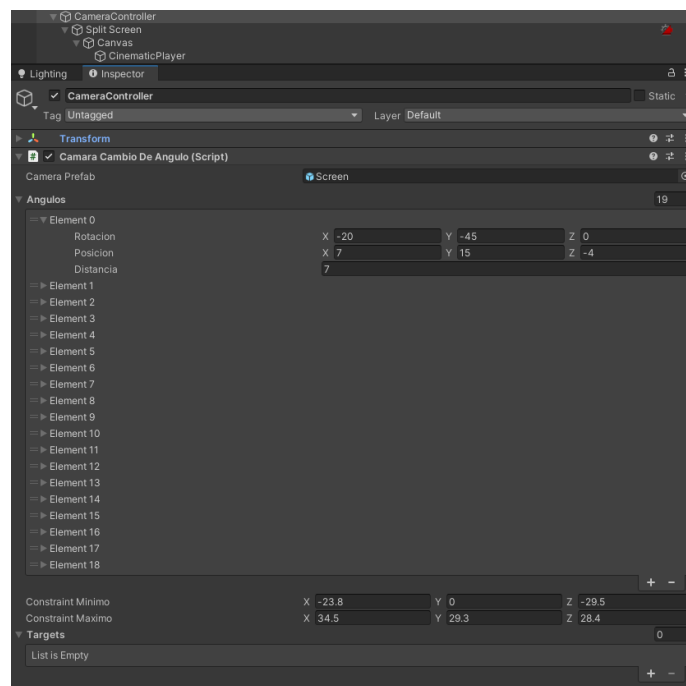 CameraController
Split Screen
Canvas
CinematicPlayer
Lighting Inspector
CameraController Static
Tag Untagged Layer Default
Transform
# Camara Cambio De Angulo (Script)
Camera Prefab Screen
Angulos 19
Element 0
Rotacion X -20 Y -45 Z 0
Posicion X 7 Y 15 Z -4
Distancia 7
Element 1
Element 2
Element 3
Element 4
Element 5
Element 6
Element 7
Element 8
Element 9
Element 10
Element 11
Element 12
Element 13
Element 14
Element 15
Element 16
Element 17
Element 18
+ -
Constraint Minimo X -23.8 Y 0 Z -29.5
Constraint Maximo X 34.5 Y 29.3 Z 28.4
Targets 0
List is Empty
+ -